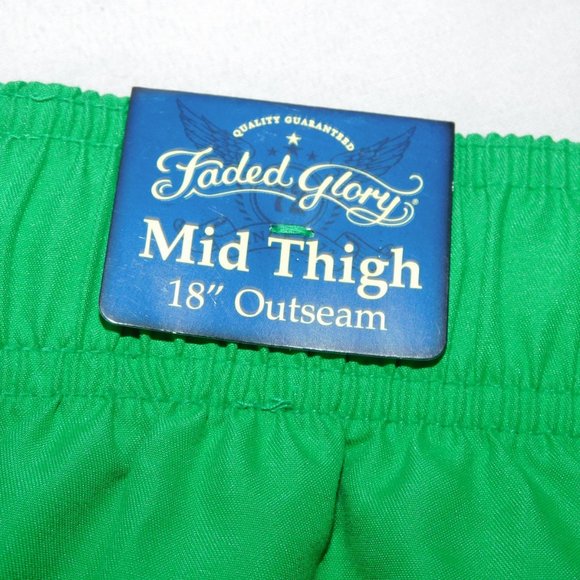 QUALITY GUARANTEED
Faded Glory®
Mid Thigh
18" Outseam